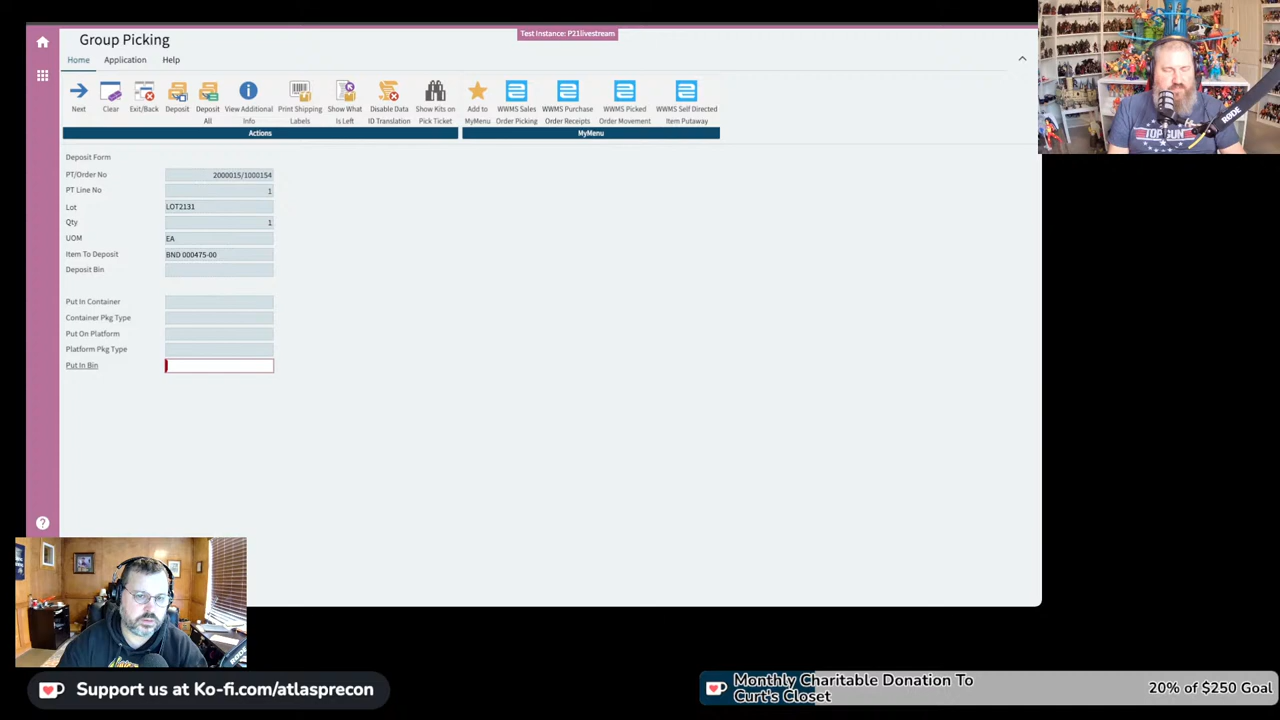 Group Picking
Test Instance: P21livestream
Home Application Help
Next
Clear
Exit/Back
Deposit
Deposit
All
View Additional
Info
Print Shipping
Labels
Show What
Is Left
Disable Data
ID Translation
Show Kits on
Pick Ticket
Add to
MyMenu
WWMS Sales
Order Picking
WWMS Purchase
Order Receipts
WWMS Picked
Order Movement
WWMS Self Directed
Item Putaway
Actions
MyMenu
Deposit Form
PT/Order No 2000015/1000154
PT Line No 1
Lot LOT2131
Qty 1
UOM EA
Item To Deposit BND 000475-00
Deposit Bin
Put In Container
Container Pkg Type
Put On Platform
Platform Pkg Type
Put In Bin
TOP GUN
RØDE
Support us at Ko-fi.com/atlasprecon
Monthly Charitable Donation To
Curt's Closet
20% of $250 Goal